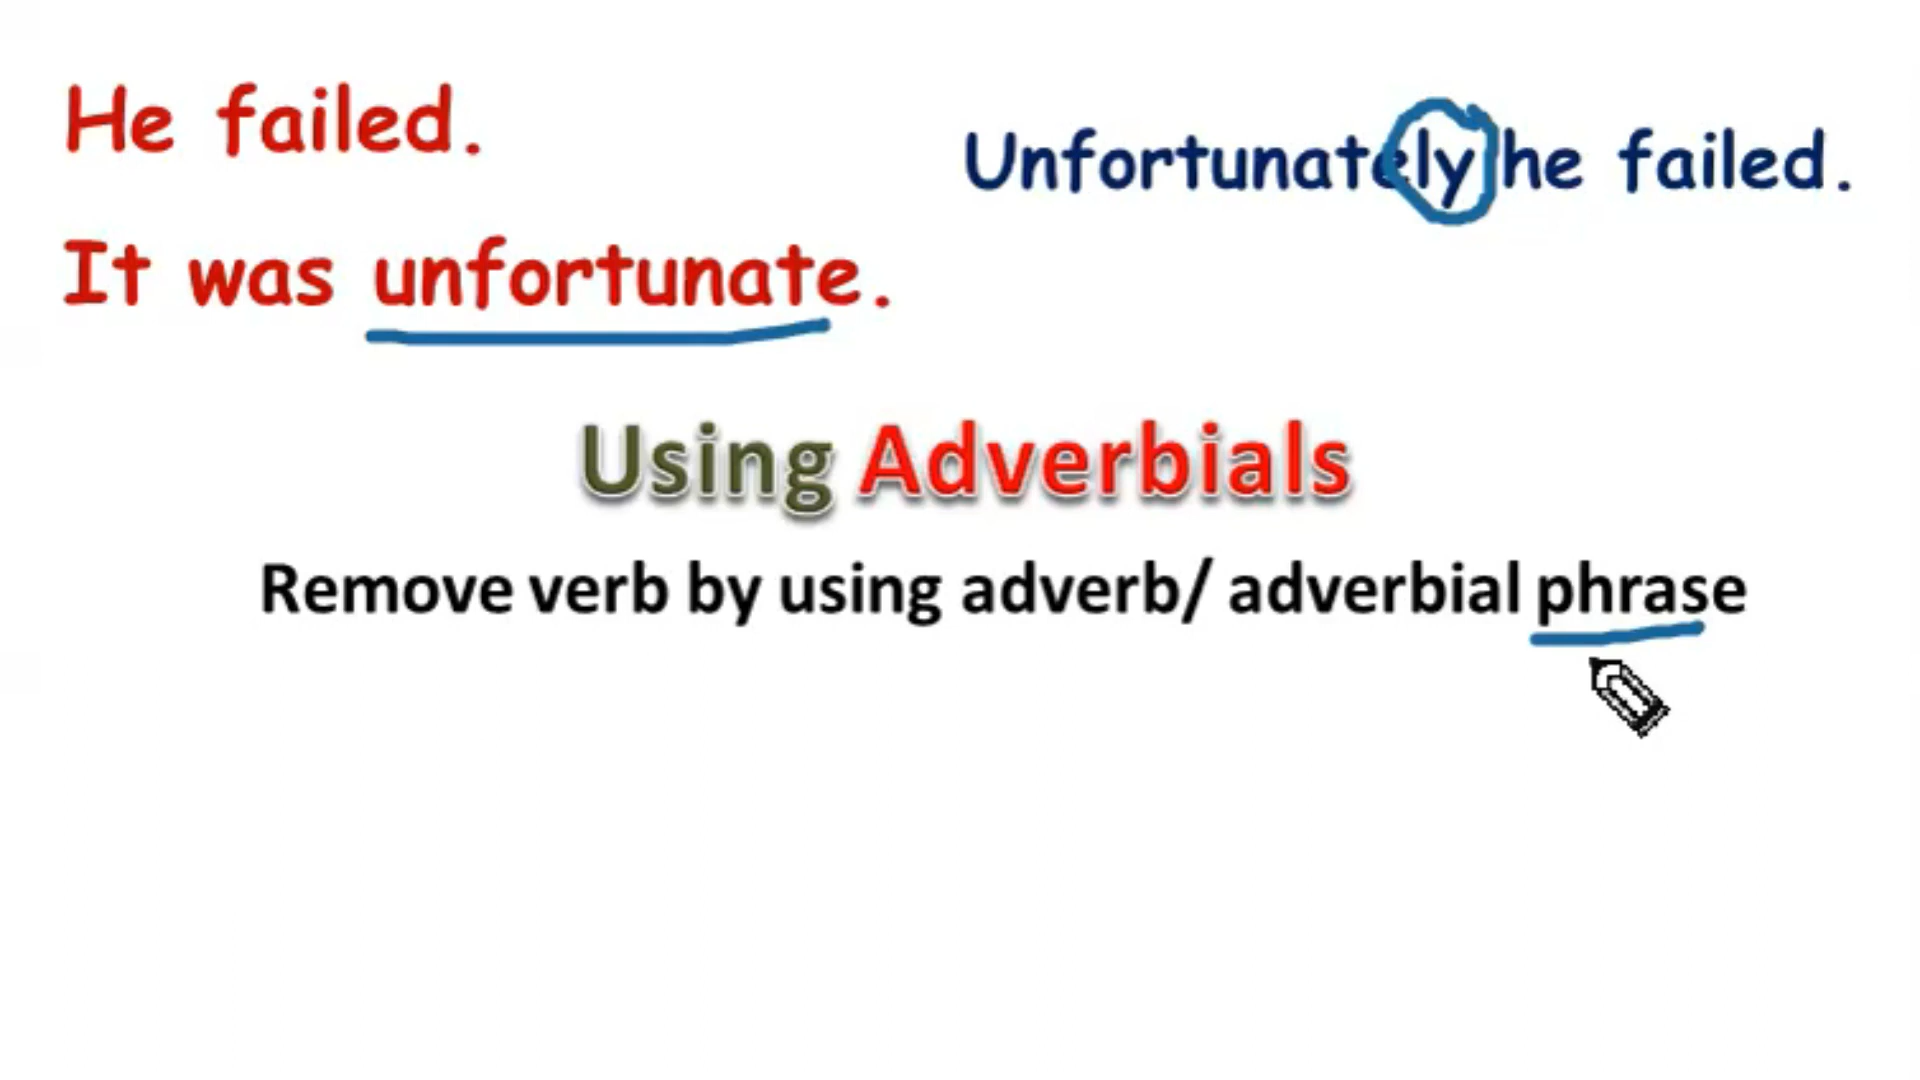 He failed.
Unfortunately he failed.
It was unfortunate.
Using Adverbials
Remove verb by using adverb/ adverbial phrase